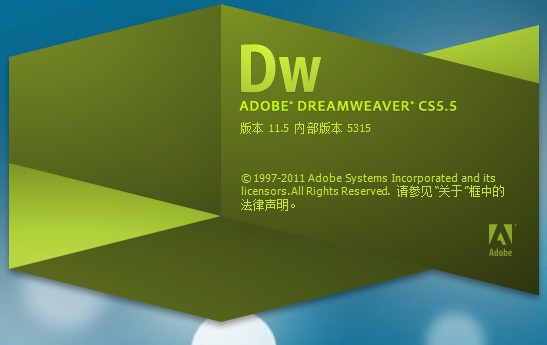 Dw
ADOBE® DREAMWEAVER® CS5.5
版本 11.5 内部版本 5315
© 1997-2011 Adobe Systems Incorporated and its
licensors.All Rights Reserved. 请参见“关于”框中的
法律声明。
Adobe